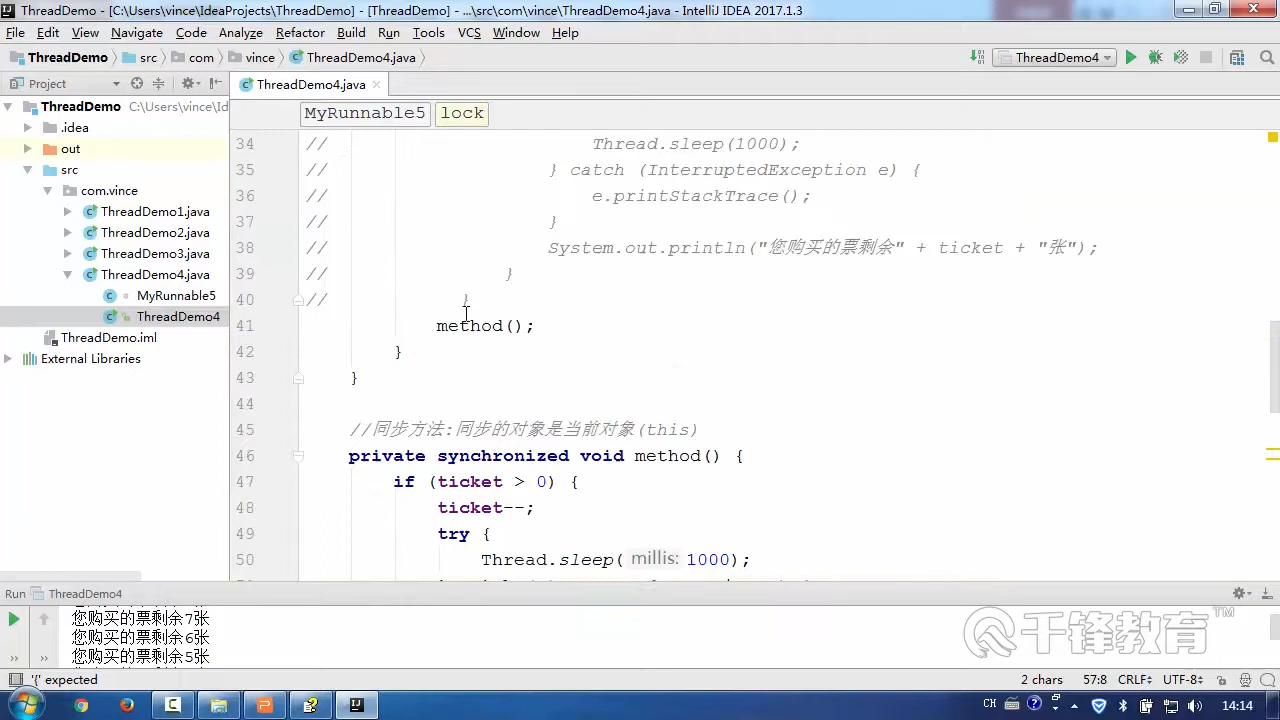 ThreadDemo - [C:\Users\vince\IdeaProjects\ThreadDemo] - [ThreadDemo] - ...\src\com\vince\ThreadDemo4.java - IntelliJ IDEA 2017.1.3
File Edit View Navigate Code Analyze Refactor Build Run Tools VCS Window Help
ThreadDemo src com vince ThreadDemo4.java ThreadDemo4
Project ThreadDemo4.java
ThreadDemo C:\Users\vince\Id
.idea
out
src
com.vince
ThreadDemo1.java
ThreadDemo2.java
ThreadDemo3.java
ThreadDemo4.java
MyRunnable5
ThreadDemo4
ThreadDemo.iml
External Libraries
MyRunnable5 lock
34 // Thread.sleep(1000);
35 // } catch (InterruptedException e) {
36 // e.printStackTrace();
37 // }
38 // System.out.println("您购买的票剩余" + ticket + "张");
39 // }
40 // }
41 method();
42 }
43 }
44
45 //同步方法:同步的对象是当前对象(this)
46 private synchronized void method() {
47 if (ticket > 0) {
48 ticket--;
49 try {
50 Thread.sleep( millis: 1000);
Run ThreadDemo4
您购买的票剩余7张
您购买的票剩余6张
您购买的票剩余5张
千锋教育™
'{' expected 2 chars 57:8 CRLF UTF-8
CH 14:14